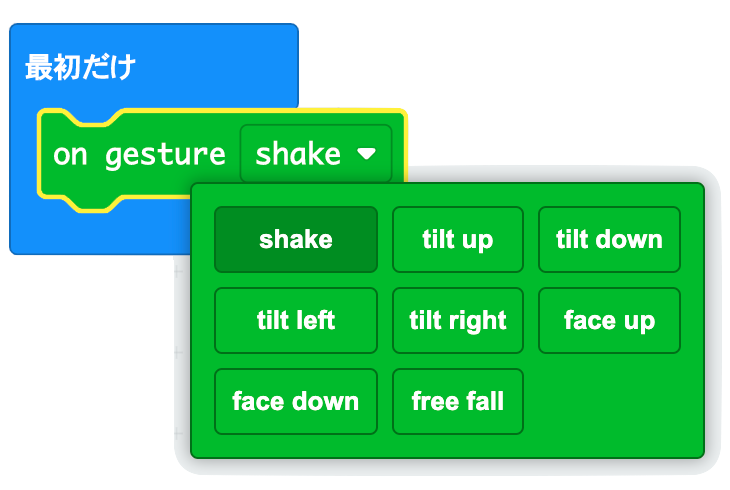 最初だけ
on gesture shake
shake tilt up tilt down
tilt left tilt right face up
face down free fall